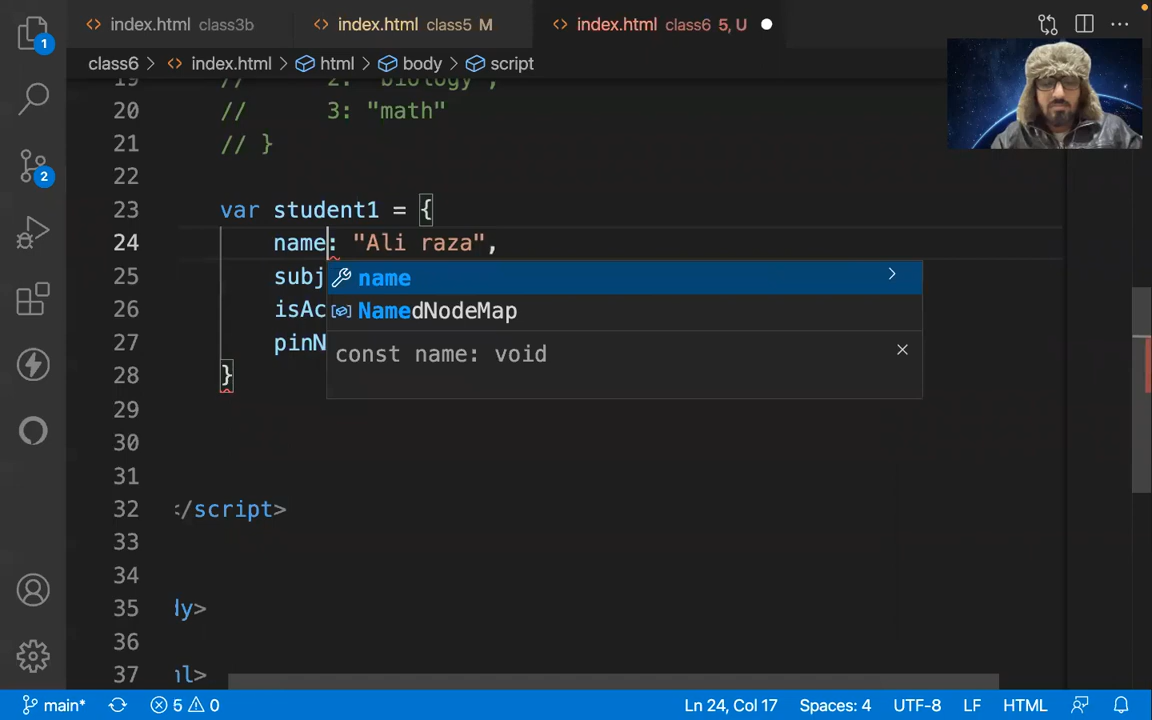 index.html class3b
index.html class5 M
index.html class6 5, U
1
class6 > index.html > html > body > script
2
19 // 2: "biology",
20 // 3: "math"
21 // }
22
23 var student1 = {
24 name: "Ali raza",
25 subj
name
26 isAc
NamedNodeMap
27 pinN
const name: void
28 }
29
30
31
32 </script>
33
34
35 dy>
36
37 nl>
main* 5 0 Ln 24, Col 17 Spaces: 4 UTF-8 LF HTML